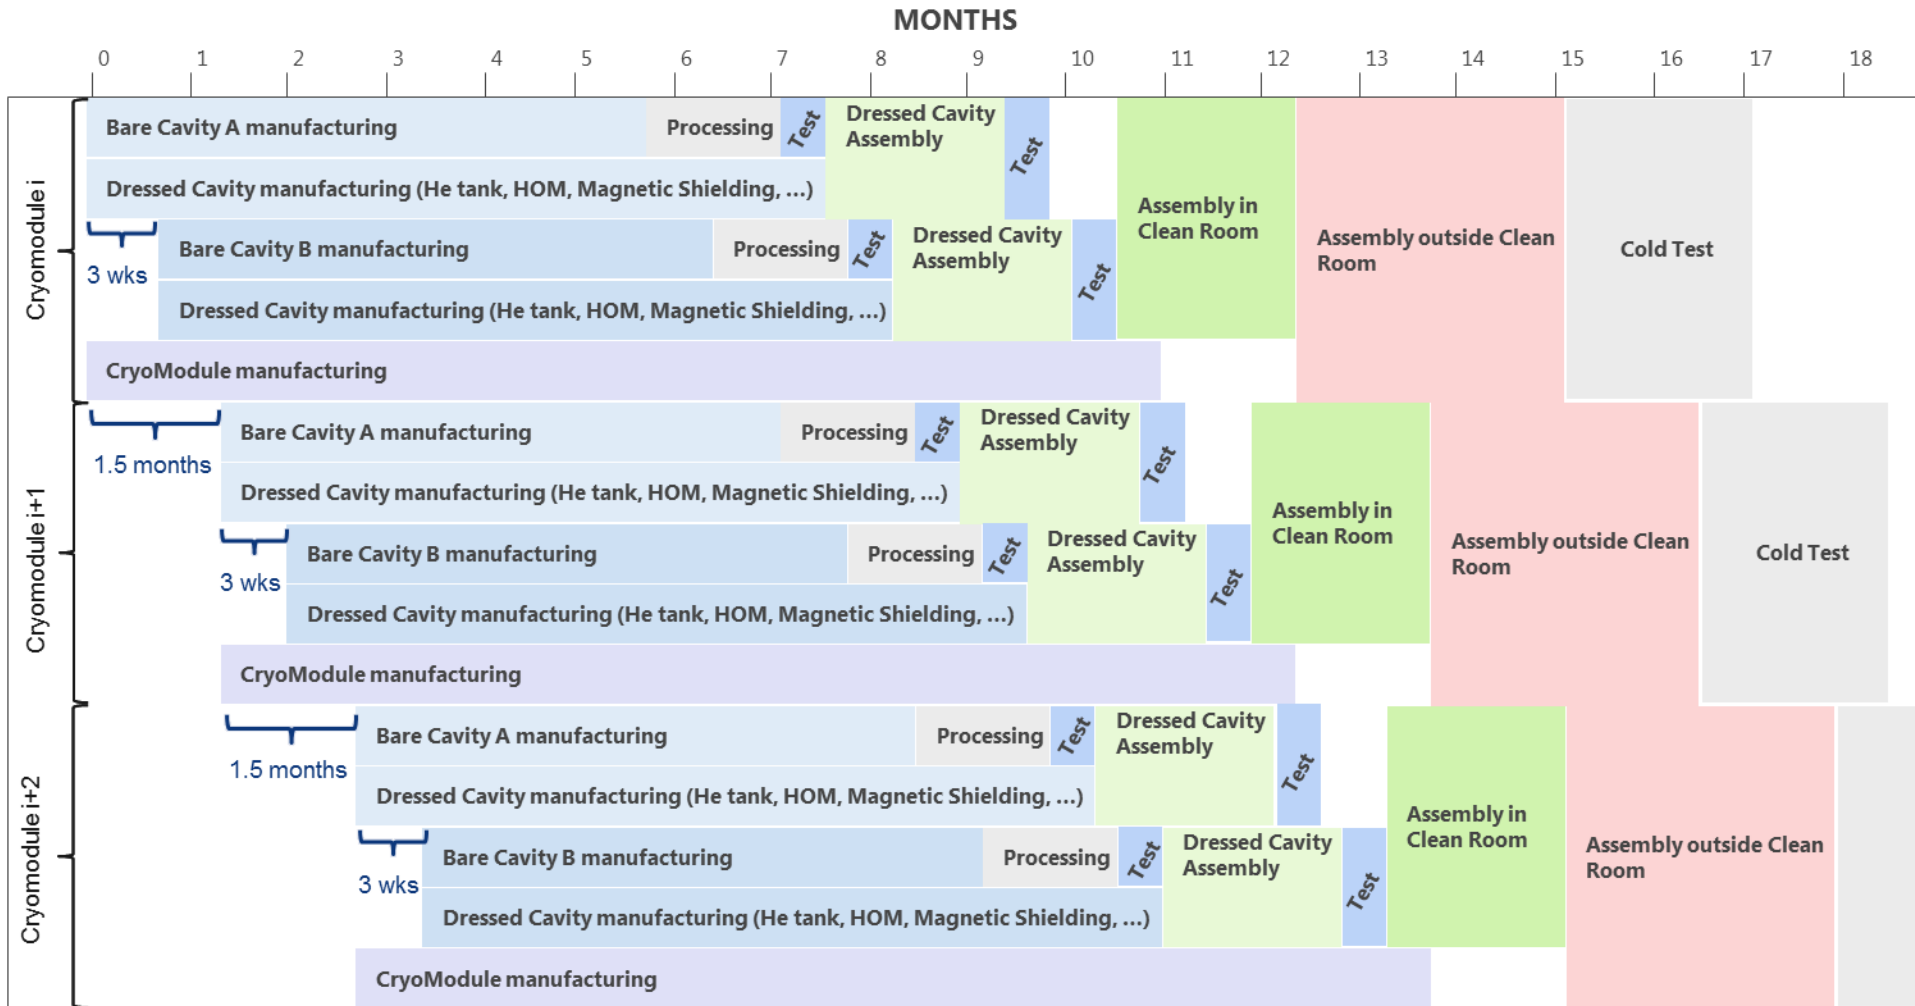 MONTHS
0 1 2 3 4 5 6 7 8 9 10 11 12 13 14 15 16 17 18
Cryomodule i
Bare Cavity A manufacturing
Processing
Test
Dressed Cavity
Assembly
Test
Dressed Cavity manufacturing (He tank, HOM, Magnetic Shielding, ...)
3 wks
Bare Cavity B manufacturing
Processing
Test
Dressed Cavity
Assembly
Test
Dressed Cavity manufacturing (He tank, HOM, Magnetic Shielding, ...)
CryoModule manufacturing
Assembly in
Clean Room
Assembly outside Clean
Room
Cold Test
Cryomodule i+1
1.5 months
Bare Cavity A manufacturing
Processing
Test
Dressed Cavity
Assembly
Test
Dressed Cavity manufacturing (He tank, HOM, Magnetic Shielding, ...)
3 wks
Bare Cavity B manufacturing
Processing
Test
Dressed Cavity
Assembly
Test
Dressed Cavity manufacturing (He tank, HOM, Magnetic Shielding, ...)
CryoModule manufacturing
Assembly in
Clean Room
Assembly outside Clean
Room
Cold Test
Cryomodule i+2
1.5 months
Bare Cavity A manufacturing
Processing
Test
Dressed Cavity
Assembly
Test
Dressed Cavity manufacturing (He tank, HOM, Magnetic Shielding, ...)
3 wks
Bare Cavity B manufacturing
Processing
Test
Dressed Cavity
Assembly
Test
Dressed Cavity manufacturing (He tank, HOM, Magnetic Shielding, ...)
CryoModule manufacturing
Assembly in
Clean Room
Assembly outside Clean
Room